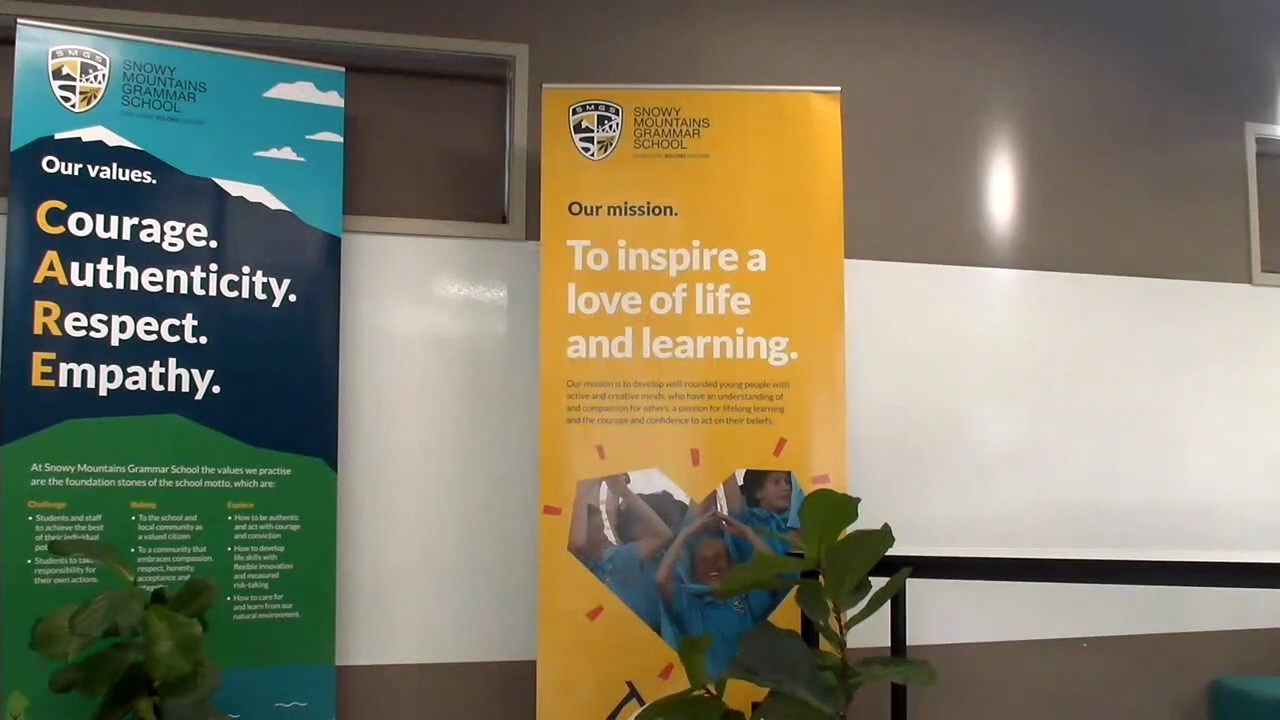 SMGS
SNOWY
MOUNTAINS
GRAMMAR
SCHOOL
Our values.
Courage.
Authenticity.
Respect.
Empathy.
At Snowy Mountains Grammar School the values we practise
are the foundation stones of the school motto, which are:
Challenge
• Students and staff
to achieve the best
of their individual
• Students to take
responsibility for
their own actions.
Belong
• To the school and
local community as
a valued citizen
• To a community that
embraces compassion,
respect, honesty,
acceptance and
Explore
• How to be authentic
and act with courage
and conviction
• How to develop
life skills with
flexible innovation
and measured
risk-taking
• How to care for
and learn from our
natural environment.
SMGS
SNOWY
MOUNTAINS
GRAMMAR
SCHOOL
Our mission.
To inspire a
love of life
and learning.
Our mission is to develop well-rounded young people with
active and creative minds, who have an understanding of
and compassion for others, a passion for lifelong learning
and the courage and confidence to act on their beliefs.